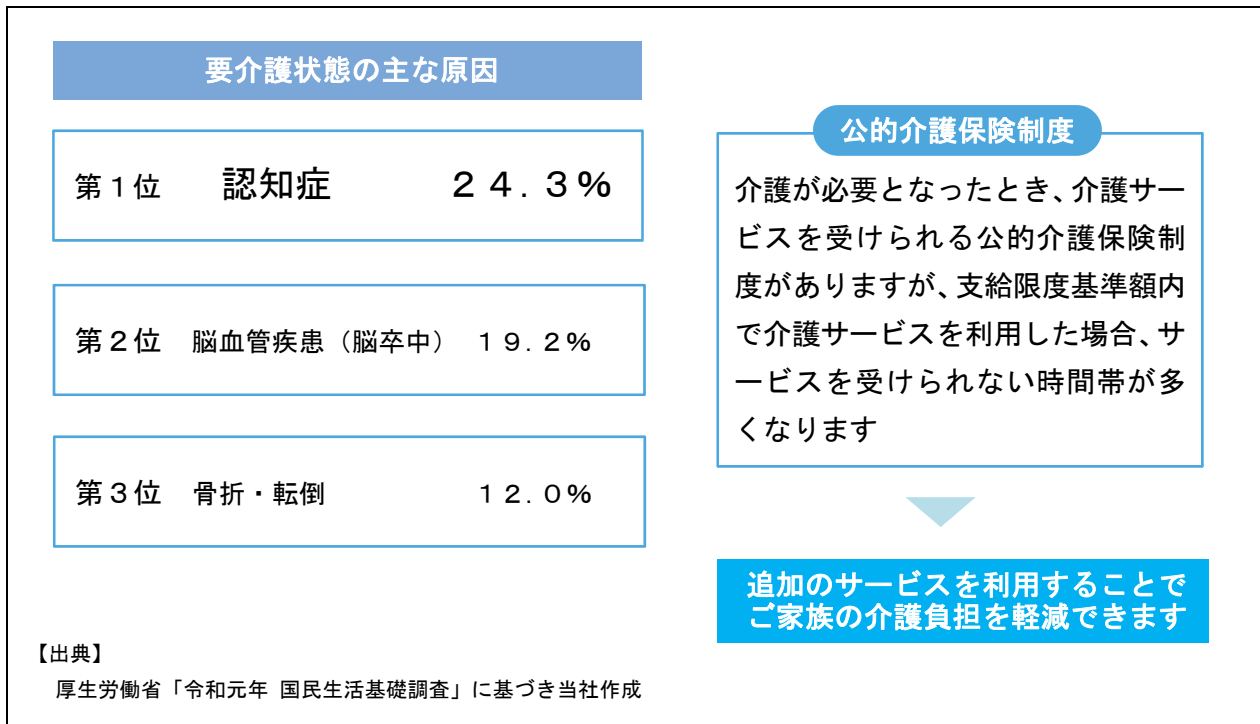 要介護状態の主な原因
第１位 認知症 ２４.３％
第２位 脳血管疾患（脳卒中） １９.２％
第３位 骨折・転倒 １２.０％
公的介護保険制度
介護が必要となったとき、介護サー
ビスを受けられる公的介護保険制
度がありますが、支給限度基準額内
で介護サービスを利用した場合、サ
ービスを受けられない時間帯が多
くなります
追加のサービスを利用することで
ご家族の介護負担を軽減できます
【出典】
厚生労働省「令和元年 国民生活基礎調査」に基づき当社作成